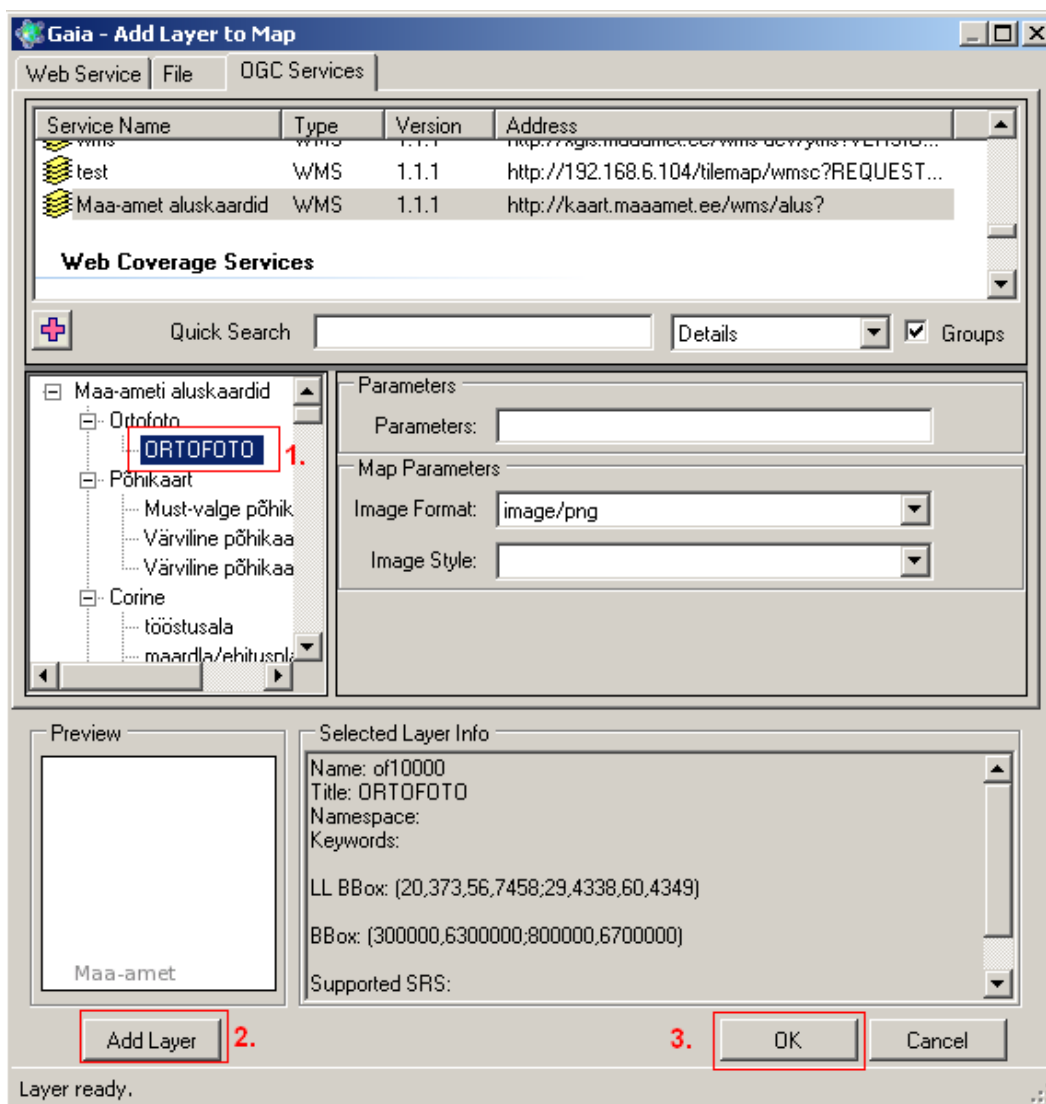 Gaia - Add Layer to Map
Web Service File OGC Services
Service Name Type Version Address
test WMS 1.1.1 http://192.168.6.104/tilemap/wmsc?REQUEST...
Maa-amet aluskaardid WMS 1.1.1 http://kaart.maaamet.ee/wms/alus?
Web Coverage Services
Quick Search Details Groups
Maa-ameti aluskaardid
Ortofoto
ORTOFOTO 1.
Põhikaart
Must-valge põhik
Värviline põhikaa
Värviline põhikaa
Corine
tööstusala
maardla/ehituspla
Parameters
Parameters:
Map Parameters
Image Format: image/png
Image Style:
Preview
Maa-amet
Selected Layer Info
Name: of10000
Title: ORTOFOTO
Namespace:
Keywords:
LL BBox: (20,373,56,7458;29,4338,60,4349)
BBox: (300000,6300000;800000,6700000)
Supported SRS:
Add Layer 2. 3. OK Cancel
Layer ready.